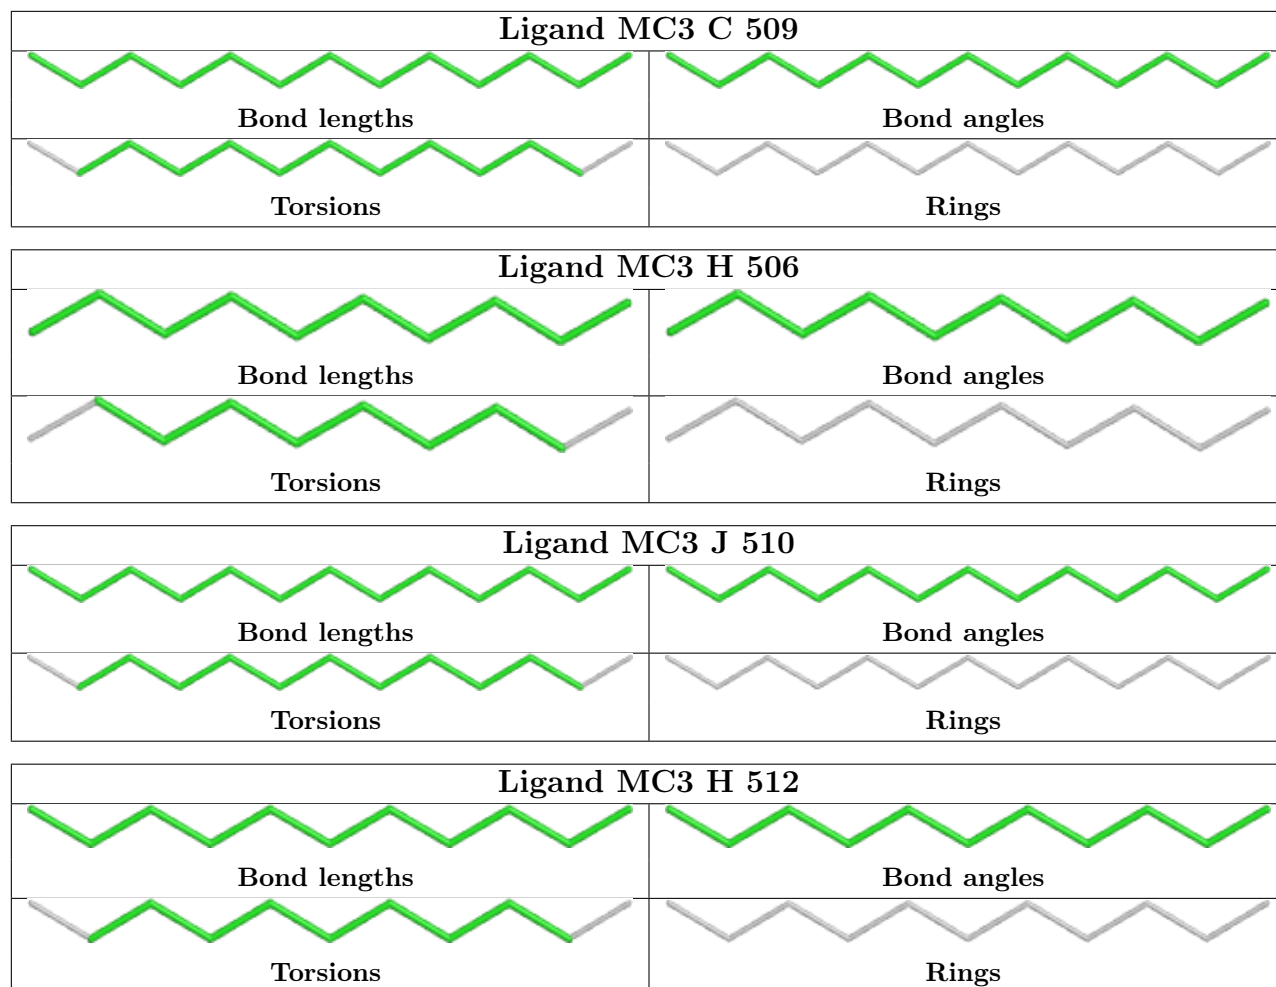 Ligand MC3 C 509
Bond lengths Bond angles
Torsions Rings
Ligand MC3 H 506
Bond lengths Bond angles
Torsions Rings
Ligand MC3 J 510
Bond lengths Bond angles
Torsions Rings
Ligand MC3 H 512
Bond lengths Bond angles
Torsions Rings